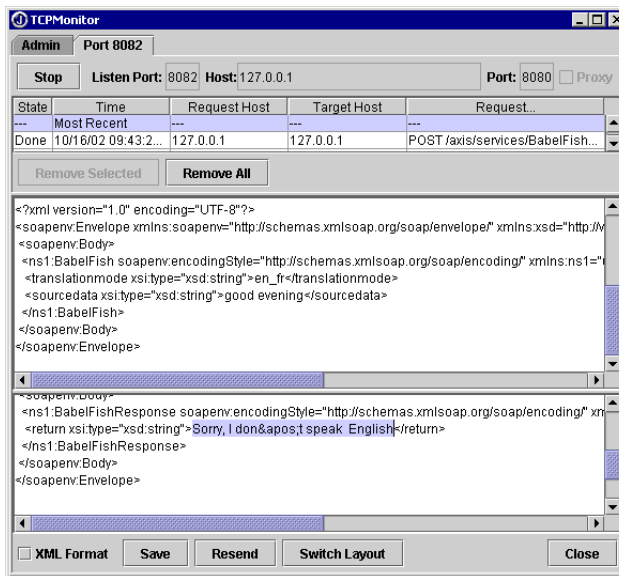 TCPMonitor
Admin Port 8082
Stop Listen Port: 8082 Host: 127.0.0.1 Port: 8080 Proxy
State Time Request Host Target Host Request...
--- Most Recent --- --- ---
Done 10/16/02 09:43:2... 127.0.0.1 127.0.0.1 POST /axis/services/BabelFish...
Remove Selected Remove All
<?xml version="1.0" encoding="UTF-8"?>
<soapenv:Envelope xmlns:soapenv="http://schemas.xmlsoap.org/soap/envelope/" xmlns:xsd="http://v
<soapenv:Body>
<ns1:BabelFish soapenv:encodingStyle="http://schemas.xmlsoap.org/soap/encoding/" xmlns:ns1="u
<translationmode xsi:type="xsd:string">en_fr</translationmode>
<sourcedata xsi:type="xsd:string">good evening</sourcedata>
</ns1:BabelFish>
</soapenv:Body>
</soapenv:Envelope>
<soapenv:Body>
<ns1:BabelFishResponse soapenv:encodingStyle="http://schemas.xmlsoap.org/soap/encoding/" xm
<return xsi:type="xsd:string">Sorry, I don&apos;t speak  English</return>
</ns1:BabelFishResponse>
</soapenv:Body>
</soapenv:Envelope>
XML Format Save Resend Switch Layout Close